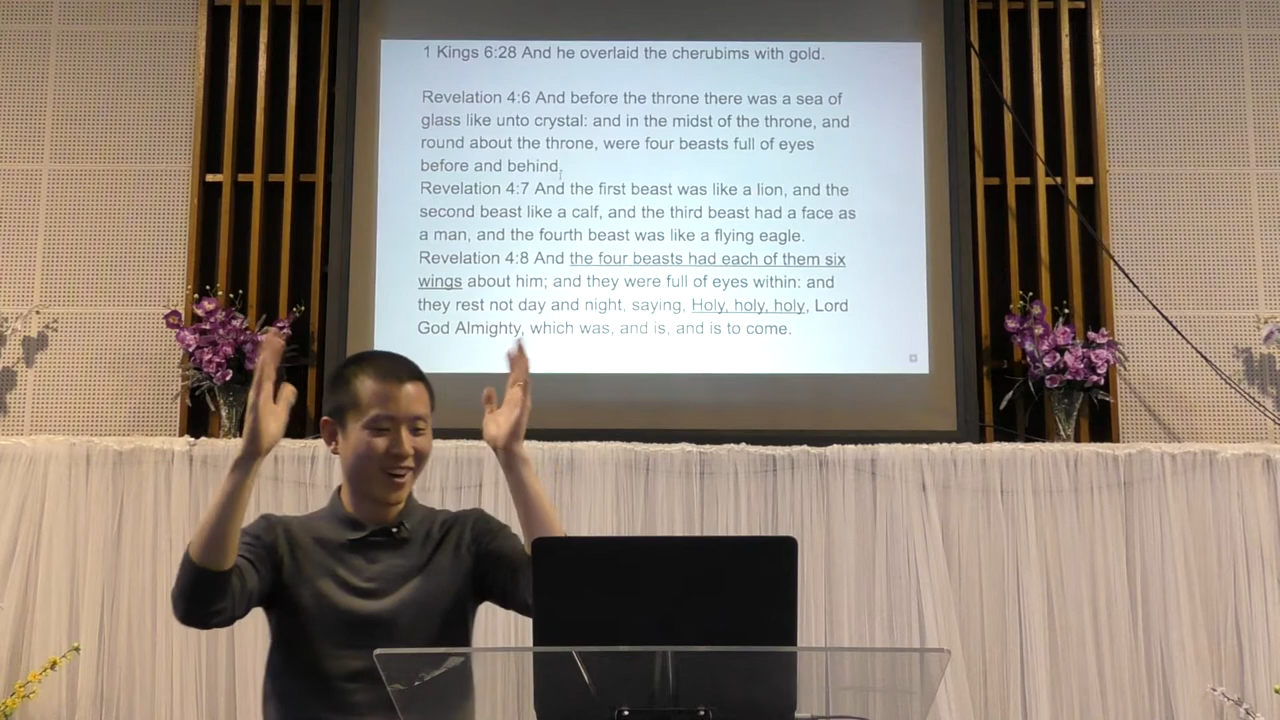 1 Kings 6:28 And he overlaid the cherubims with gold.
Revelation 4:6 And before the throne there was a sea of
glass like unto crystal: and in the midst of the throne, and
round about the throne, were four beasts full of eyes
before and behind.
Revelation 4:7 And the first beast was like a lion, and the
second beast like a calf, and the third beast had a face as
a man, and the fourth beast was like a flying eagle.
Revelation 4:8 And the four beasts had each of them six
wings about him; and they were full of eyes within: and
they rest not day and night, saying, Holy, holy, holy, Lord
God Almighty, which was, and is, and is to come.